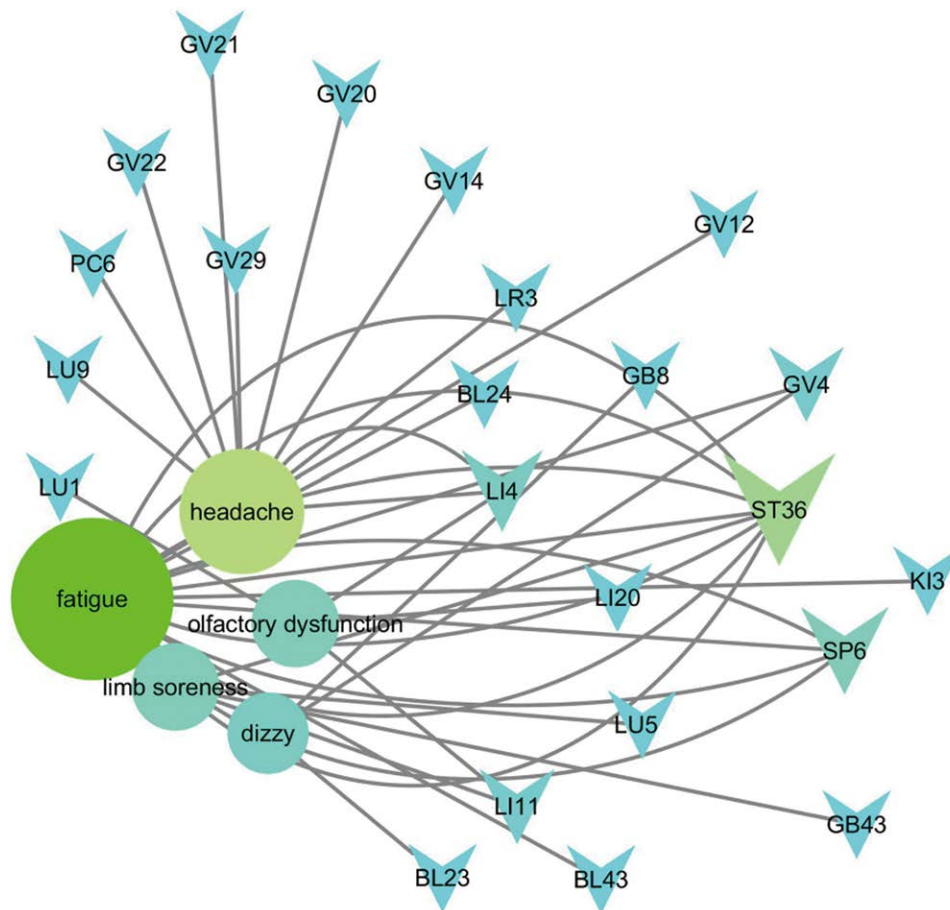 GV21
GV20
GV22
GV14
GV12
PC6
GV29
LR3
LU9
GB8
GV4
BL24
LU1
LI4
headache
ST36
KI3
fatigue
LI20
olfactory dysfunction
SP6
limb soreness
LU5
dizzy
LI11
GB43
BL23
BL43